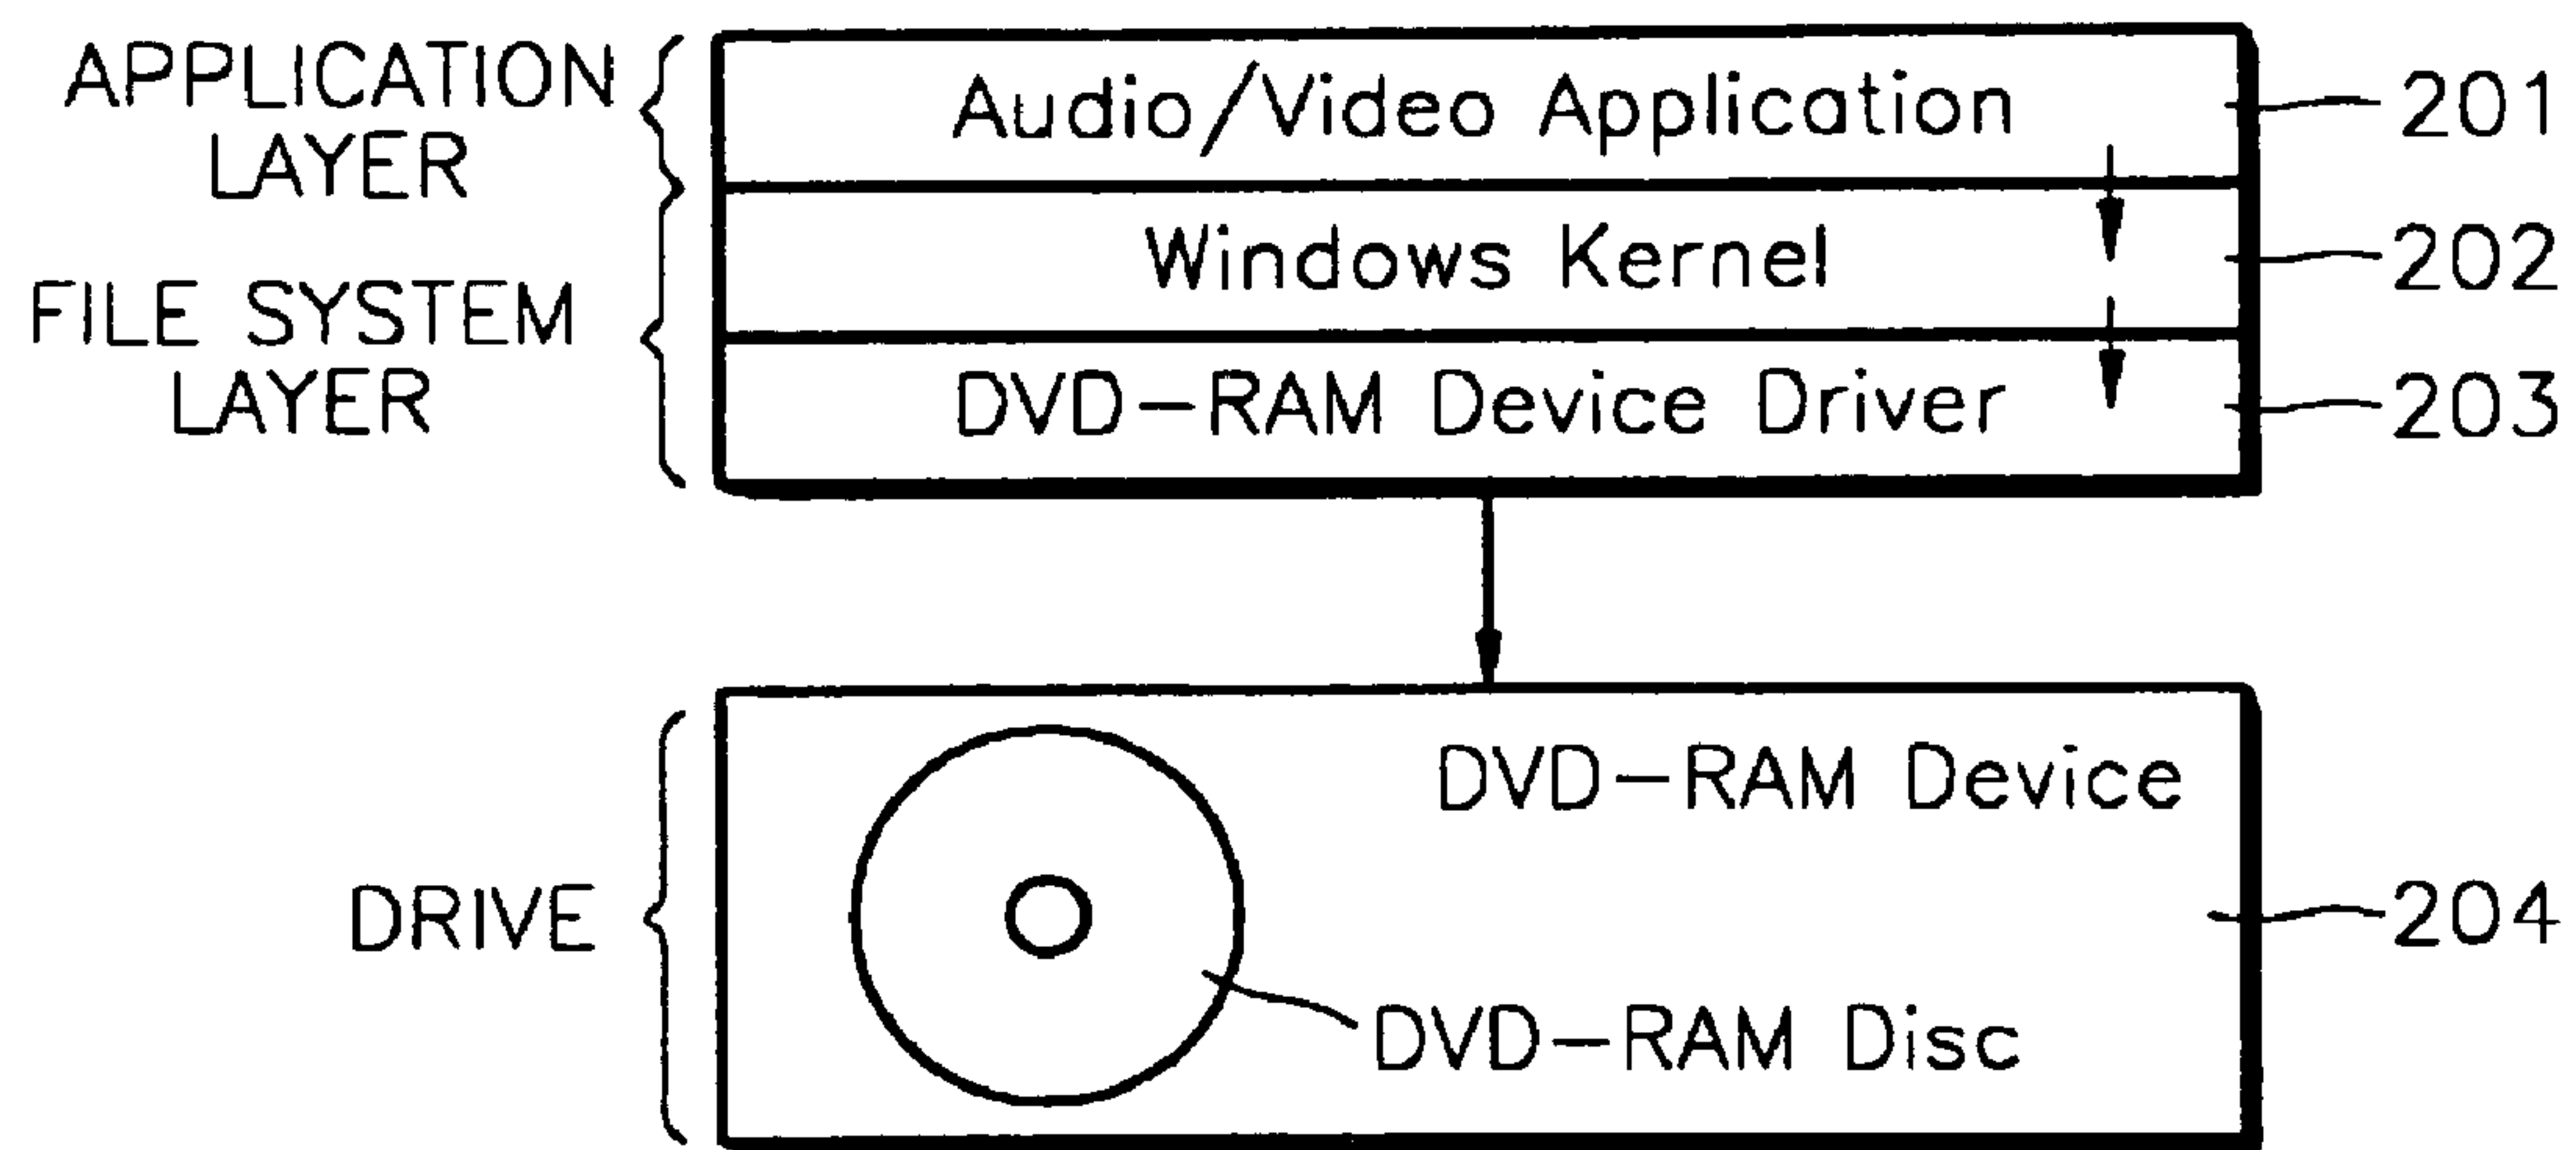 APPLICATION
LAYER
Audio/Video Application
201
Windows Kernel
202
FILE SYSTEM
LAYER
DVD-RAM Device Driver
203
DRIVE
DVD-RAM Device
204
DVD-RAM Disc